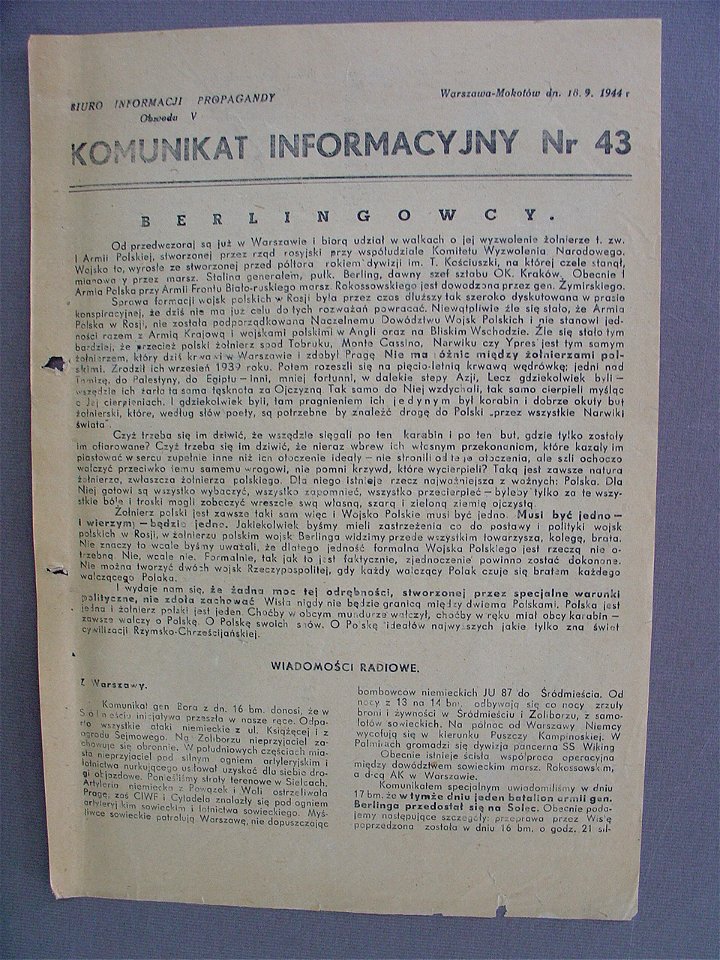 BIURO INFORMACJI PROPAGANDY
Obwodu V
Warszawa-Mokotów dn. 18. 9. 1944 r
KOMUNIKAT INFORMACYJNY Nr 43
BERLINGOWCY.
Od przedwczoraj są już w Warszawie i biorą udział w walkach o jej wyzwolenie żołnierze t. zw.
I Armii Polskiej, stworzonej przez rząd rosyjski przy współudziale Komitetu Wyzwolenia Narodowego.
Wojsko to, wyrosłe ze stworzonej przed półtora rokiem dywizji im. T. Kościuszki, na której czele stanął,
mianowany przez marsz. Stalina generałem, pułk. Berling, dawny szef sztabu OK. Kraków. Obecnie I
Armia Polska przy Armii Frontu Biało-ruskiego marsz. Rokossowskiego jest dowodzona przez gen. Żymirskiego.
Sprawa formacji wojsk polskich w Rosji była przez czas dłuższy tak szeroko dyskutowana w prasie
konspiracyjnej, że dziś nie ma już celu do tych rozważań powracać. Niewątpliwie źle się stało, że Armia
Polska w Rosji, nie została podporządkowana Naczelnemu Dowództwu Wojsk Polskich i nie stanowi jed-
ności razem z Armią Krajową i wojskami polskimi w Anglii oraz na Bliskim Wschodzie. Źle się stało tym
bardziej, że przecież polski żołnierz spod Tobruku, Monte Cassino, Narwiku czy Ypres jest tym samym
żołnierzem, który dziś krwawi w Warszawie i zdobył Pragę. Nie ma różnic między żołnierzami pol-
skimi. Zrodził ich wrzesień 1939 roku. Potem rozeszli się na pięcio-letnią krwawą wędrówkę: jedni nad
Tamizę, do Palestyny, do Egiptu — inni, mniej fortunni, w dalekie stepy Azji, Lecz gdziekolwiek byli —
wszędzie ich żarła ta sama tęsknota za Ojczyzną. Tak samo do Niej wzdychali, tak samo cierpieli myśląc
o Jej cierpieniach. I gdziekolwiek byli, tam pragnieniem ich jedynym był karabin i dobrze okuty but
żołnierski, które, według słów poety, są potrzebne by znaleźć drogę do Polski „przez wszystkie Narwiki
świata".
Czyż trzeba się im dziwić, że wszędzie sięgali po ten karabin i po ten but, gdzie tylko zostały
im ofiarowane? Czyż trzeba się im dziwić, że nieraz wbrew ich własnym przekonaniom, które kazały im
piastować w sercu zupełnie inne niż ich otoczenie ideały — nie stronili od tego otoczenia, ale szli ochoczo
walczyć przeciwko temu samemu wrogowi, nie pomni krzywd, które wycierpieli? Taką jest zawsze natura
żołnierza, zwłaszcza żołnierza polskiego. Dla niego istnieje rzecz najważniejsza z ważnych: Polska. Dla
Niej gotowi są wszystko wybaczyć, wszystko zapomnieć, wszystko przecierpieć — byleby tylko za te wszy-
stkie bóle i troski mogli zobaczyć wreszcie swą własną, szarą i zieloną ziemię ojczystą.
Żołnierz polski jest zawsze taki sam więc i Wojsko Polskie musi być jedno. Musi być jedno —
i wierzymy — będzie jedno. Jakiekolwiek byśmy mieli zastrzeżenia co do postawy i polityki wojsk
polskich w Rosji, w żołnierzu polskim wojsk Berlinga widzimy przede wszystkim towarzysza, kolegę, brata.
Nie znaczy to wcale byśmy uważali, że dlatego jedność formalna Wojska Polskiego jest rzeczą nie po-
trzebną. Nie, wcale nie. Formalnie, tak jak to jest faktycznie, zjednoczenie powinno zostać dokonane.
Nie można tworzyć dwóch wojsk Rzeczypospolitej, gdy każdy walczący Polak czuje się bratem każdego
walczącego Polaka.
I wydaje nam się, że żadna moc tej odrębności, stworzonej przez specjalne warunki
polityczne, nie zdoła zachować. Wisła nigdy nie będzie granicą między dwiema Polskami. Polska jest
jedna i żołnierz polski jest jeden. Choćby w obcym mundurze walczył, choćby w ręku miał obcy karabin —
zawsze walczy o Polskę. O Polskę swoich snów. O Polskę ideałów najwyższych jakie tylko zna świat
cywilizacji Rzymsko-Chrześcijańskiej.
WIADOMOŚCI RADIOWE.
Z Warszawy.
Komunikat gen Bora z dn. 16 bm. donosi, że w
Śródmieściu inicjatywa przeszła w nasze ręce. Odpar-
to wszystkie ataki niemieckie z ul. Książęcej i z
ogrodu Sejmowego. Na Żoliborzu nieprzyjaciel za-
chowuje się obronnie. W południowych częściach mia-
sta nieprzyjaciel pod silnym ogniem artyleryjskim i
lotnictwa nurkującego usiłował uzyskać dla siebie dro-
gi objazdowe. Ponieśliśmy straty terenowe w Sielcach.
Artyleria niemiecka z Powązek i Woli ostrzeliwała
Pragę, zaś CIWF i Cytadela znalazły się pod ogniem
artyleryjskim sowieckim i lotnictwa sowieckiego. Myś-
liwce sowieckie patrolują Warszawę, nie dopuszczając
bombowcow niemieckich JU 87 do Śródmieścia. Od
nocy z 13 na 14 bm. odbywają się co nocy zrzuty
broni i żywności w Śródmieściu i Żoliborzu, z samo-
lotów sowieckich. Na północ od Warszawy Niemcy
wycofują się w kierunku Puszczy Kampinoskiej. W
Palmirach gromadzi się dywizja pancerna SS Wiking
Obecnie istnieje ścisła współpraca operacyjna
między dowództwem sowieckim marsz. Rokossowskim,
a d-cą AK w Warszawie.
Komunikatem specjalnym uwiadomiliśmy w dniu
17 bm. że w tymże dniu jeden batalion armii gen.
Berlinga przedostał się na Solec. Obecnie poda-
jemy następujące szczegóły: przeprawa przez Wisłę
poprzedzona została w dniu 16 bm. o godz. 21 sil-